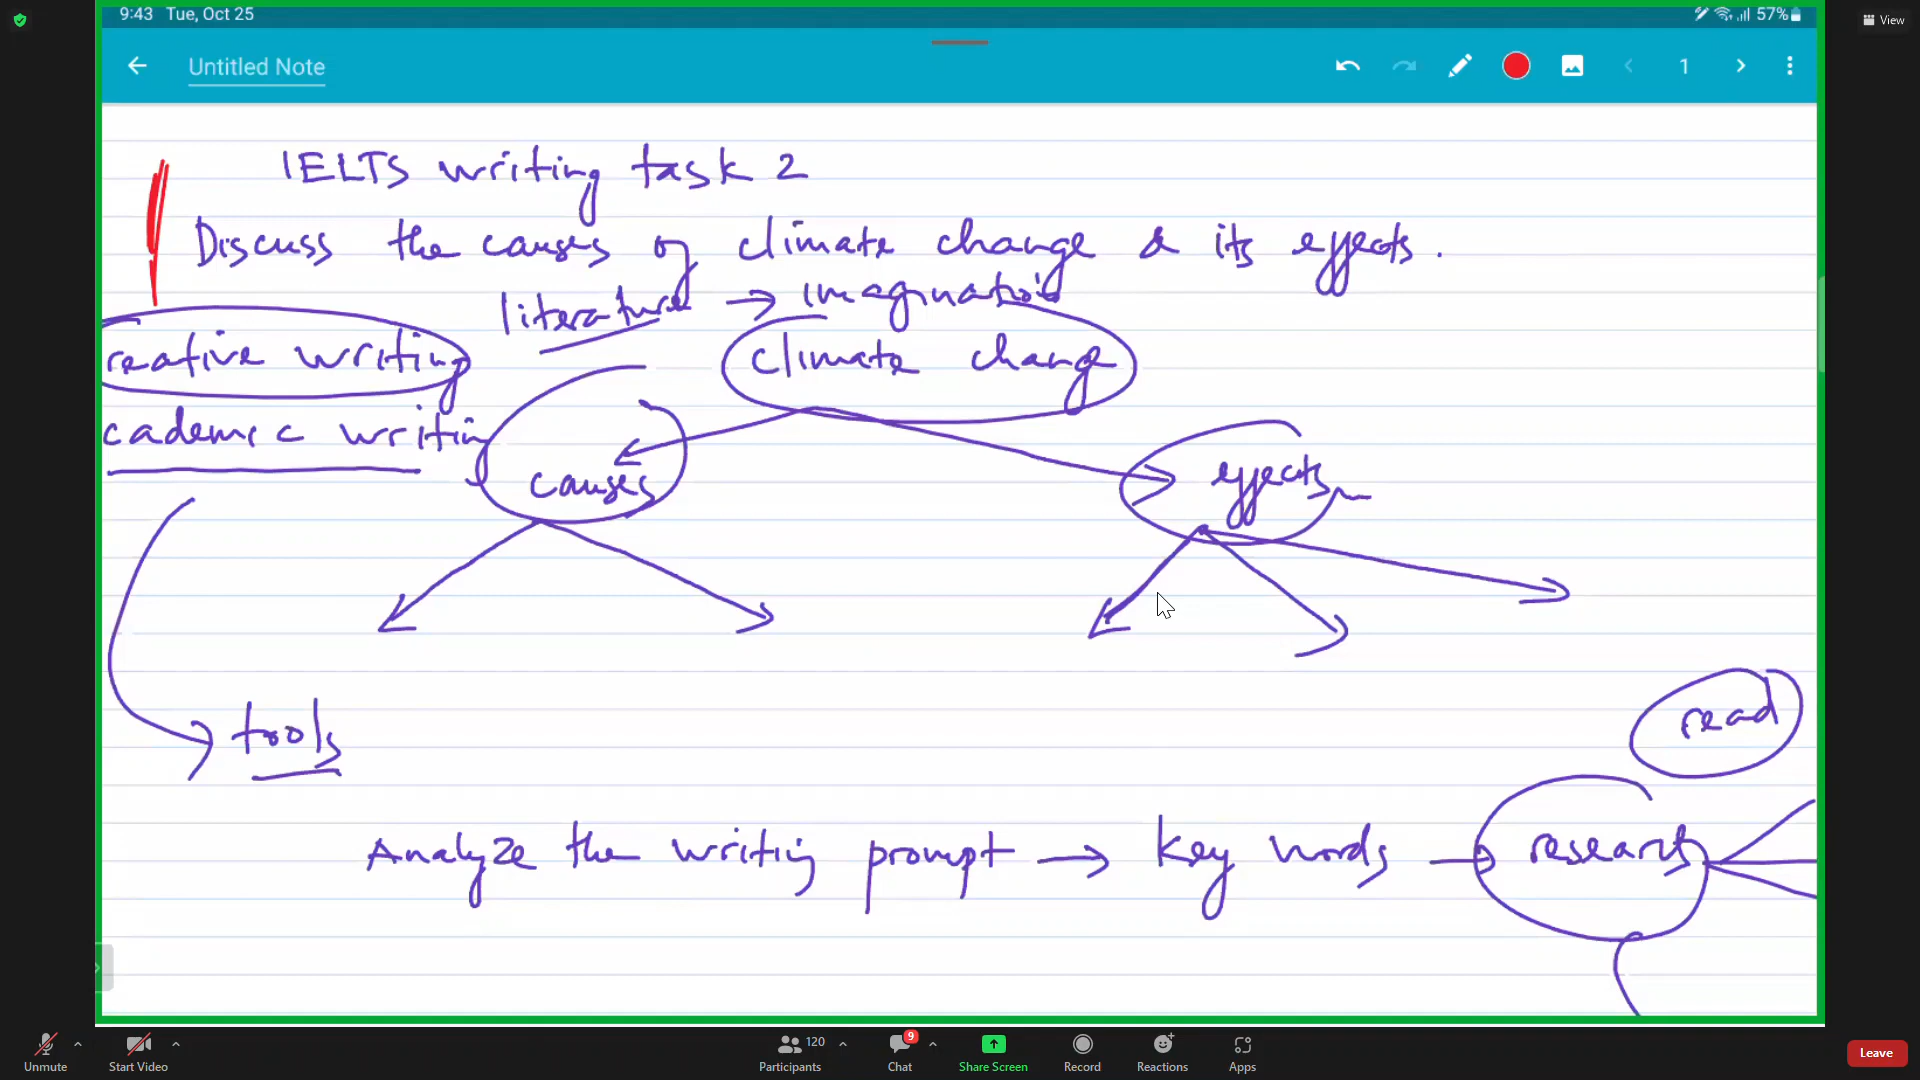 9:43 Tue, Oct 25 57%
View
Untitled Note 1
IELTS writing task 2
Discuss the causes of climate change & its effects.
literature → imagination
reative writing climate change
cademic writing
causes effects
tools
read
Analyze the writing prompt → key words → research
Unmute Start Video 120 Participants 9 Chat Share Screen Record Reactions Apps Leave